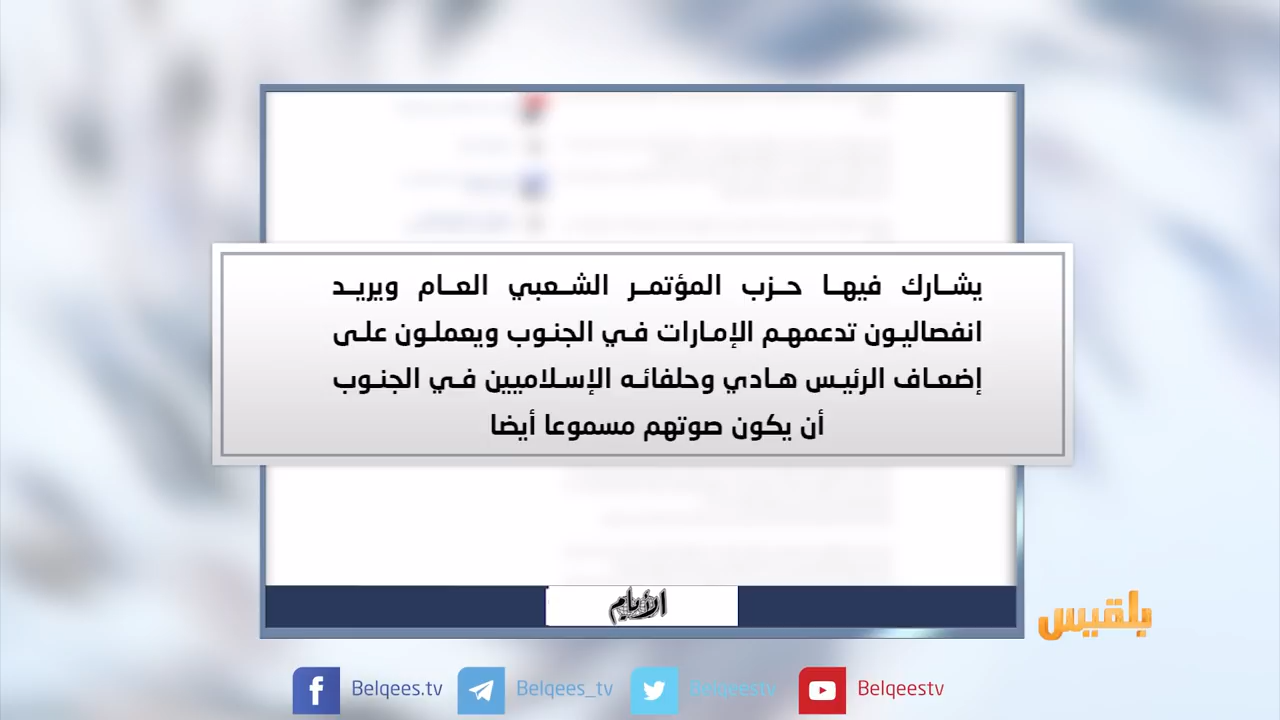 يشارك فيها حزب المؤتمر الشعبي العام ويريد
انفصاليون تدعمهم الإمارات في الجنوب ويعملون على
إضعاف الرئيس هادي وحلفائه الإسلاميين في الجنوب
أن يكون صوتهم مسموعا أيضا
الأيام
بلقيس
Belqees.tv
Belqees_tv
Belqeestv
Belqeestv